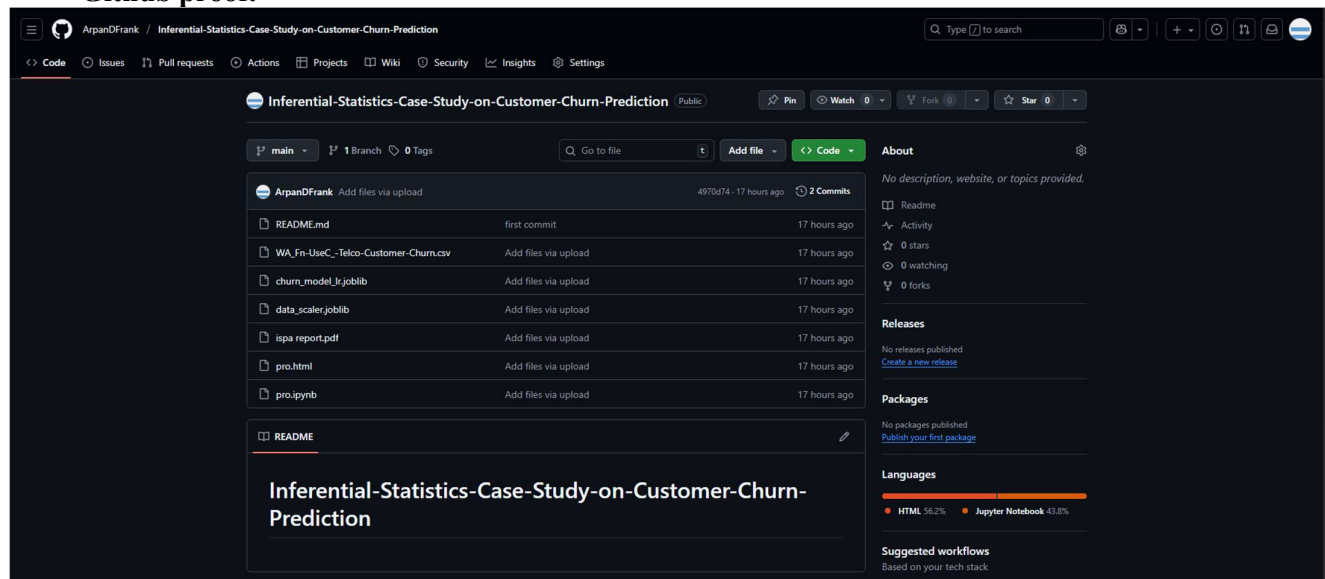 Github proof:
ArpanDFrank / Inferential-Statistics-Case-Study-on-Customer-Churn-Prediction
Type / to search
Code Issues Pull requests Actions Projects Wiki Security Insights Settings
Inferential-Statistics-Case-Study-on-Customer-Churn-Prediction Public
Pin Watch 0 Fork 0 Star 0
main 1 Branch 0 Tags Go to file t Add file Code
ArpanDFrank Add files via upload 4970d74 · 17 hours ago 2 Commits
README.md first commit 17 hours ago
WA_Fn-UseC_-Telco-Customer-Churn.csv Add files via upload 17 hours ago
churn_model_lr.joblib Add files via upload 17 hours ago
data_scaler.joblib Add files via upload 17 hours ago
ispa report.pdf Add files via upload 17 hours ago
pro.html Add files via upload 17 hours ago
pro.ipynb Add files via upload 17 hours ago
README
Inferential-Statistics-Case-Study-on-Customer-Churn-
Prediction
About
No description, website, or topics provided.
Readme
Activity
0 stars
0 watching
0 forks
Releases
No releases published
Create a new release
Packages
No packages published
Publish your first package
Languages
HTML 56.2% Jupyter Notebook 43.8%
Suggested workflows
Based on your tech stack